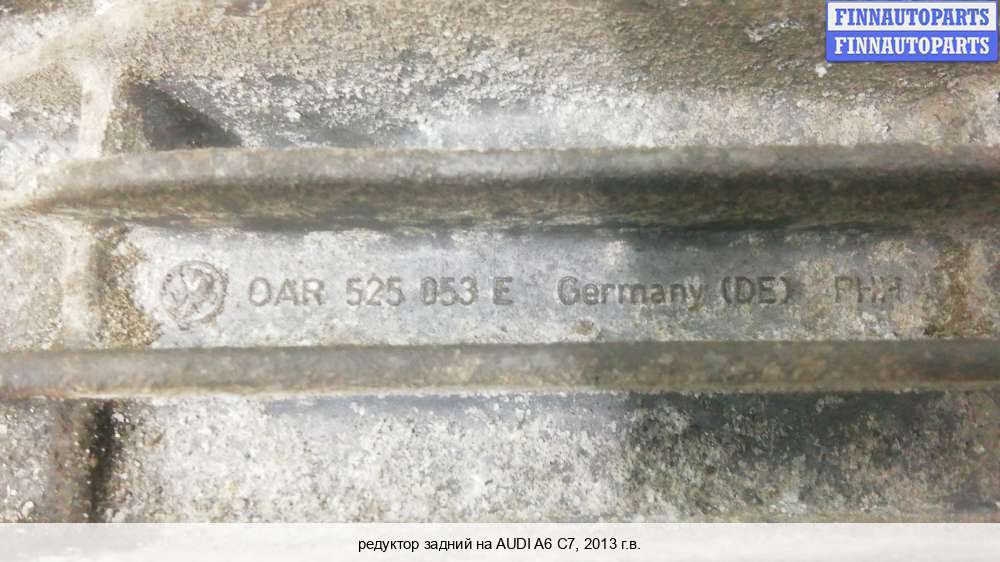 FINNAUTOPARTS
FINNAUTOPARTS
0AR 525 053 E Germany (DE)
редуктор задний на AUDI A6 C7, 2013 г.в.